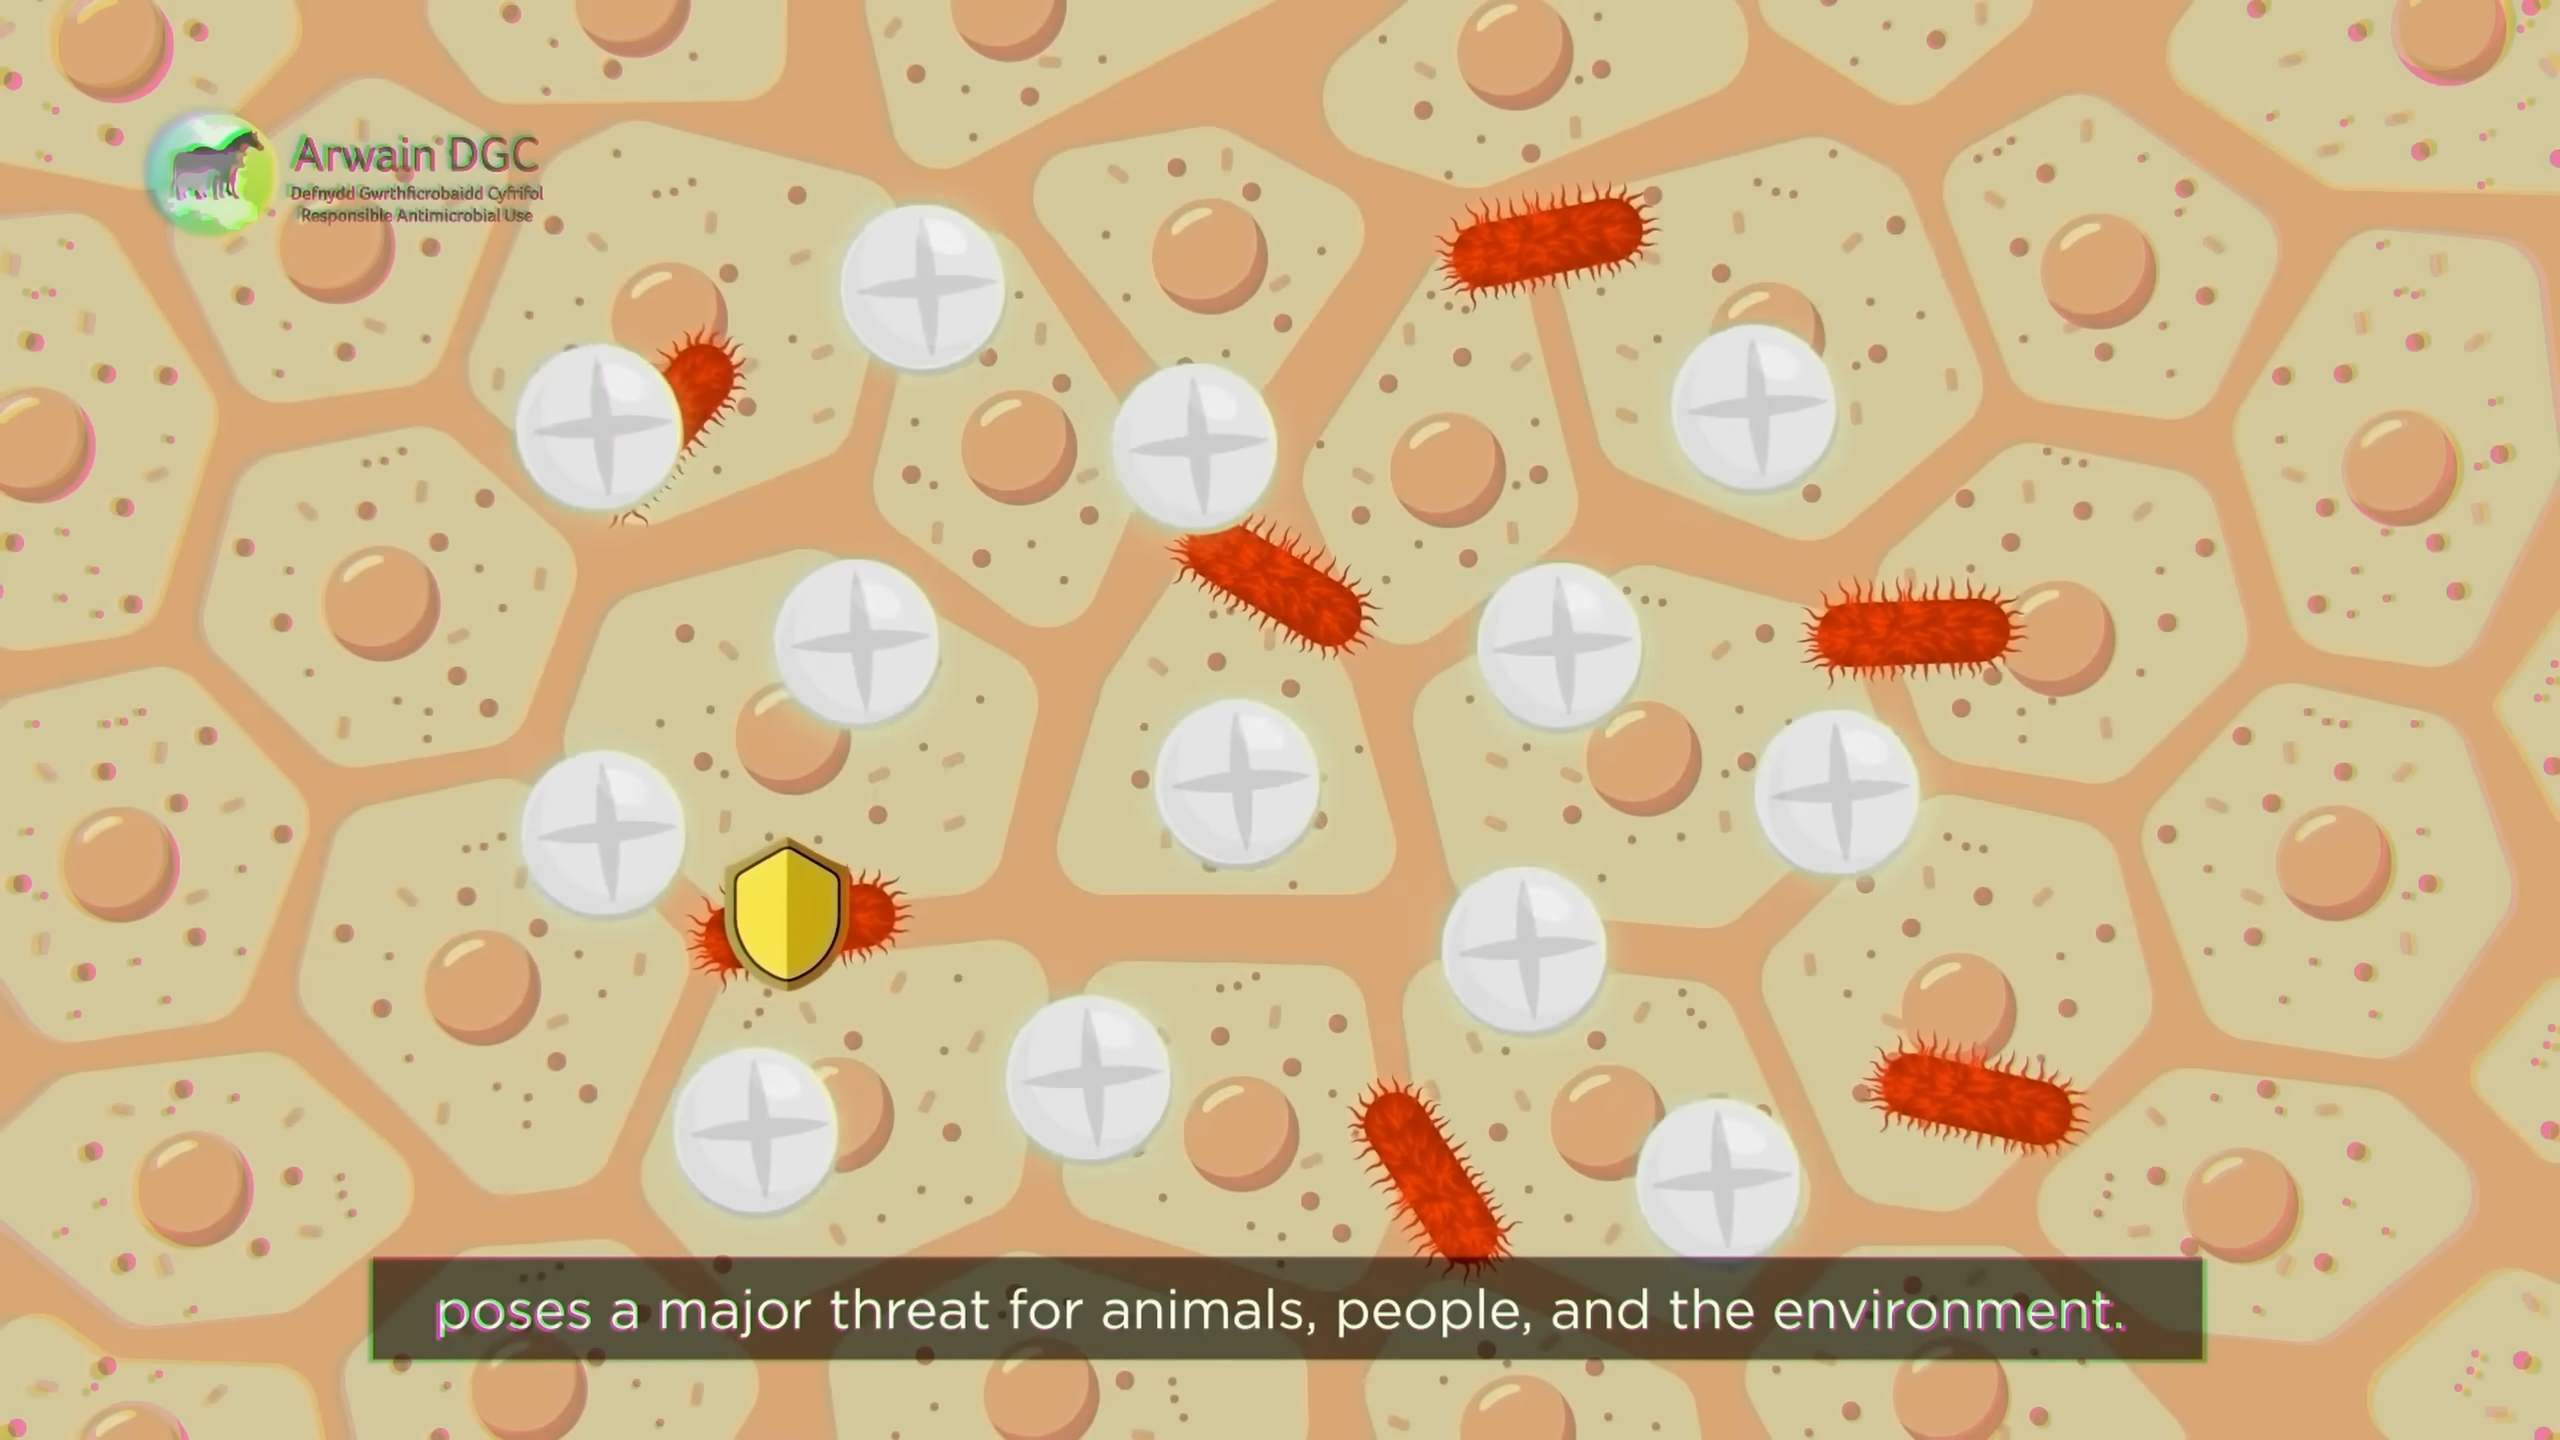 Arwain DGC
Defnydd Gwrthficrobaidd Cyfrifol
Responsible Antimicrobial Use
poses a major threat for animals, people, and the environment.